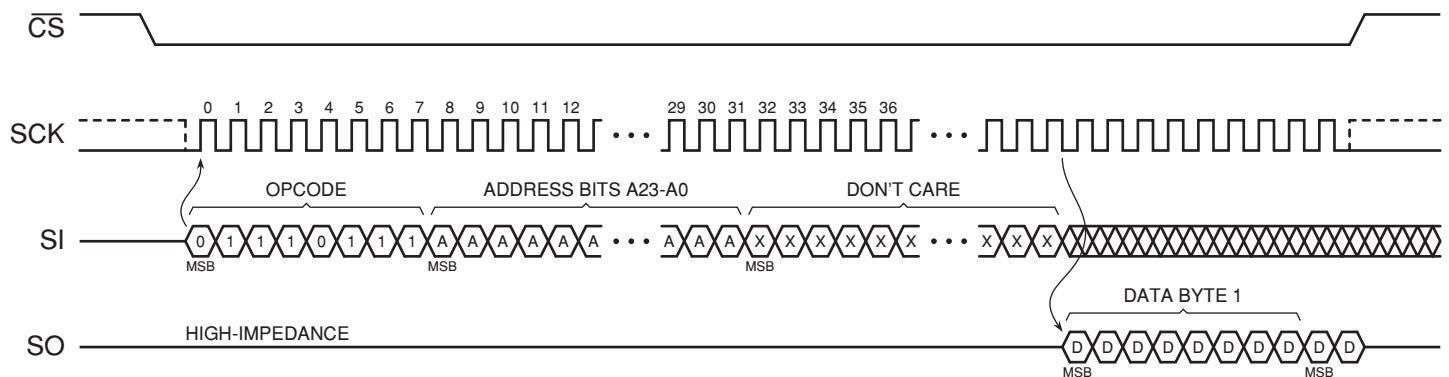 CS
0 1 2 3 4 5 6 7 8 9 10 11 12 29 30 31 32 33 34 35 36
SCK • • • • • •
OPCODE ADDRESS BITS A23-A0 DON'T CARE
SI 0 1 1 1 0 1 1 1 A A A A A A • • • A A A X X X X X X • • • X X X
MSB MSB MSB
DATA BYTE 1
HIGH-IMPEDANCE
SO D D D D D D D D D D
MSB MSB